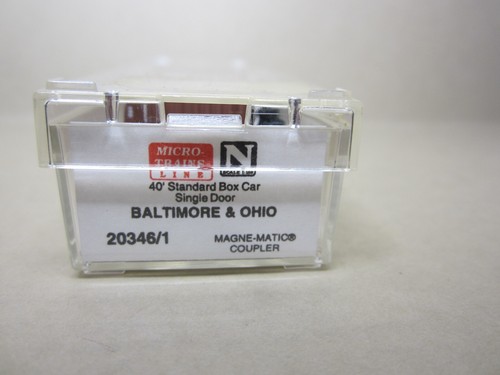 MICRO-
TRAINS
LINE
N
40' Standard Box Car
Single Door
BALTIMORE & OHIO
20346/1
MAGNE-MATIC®
COUPLER